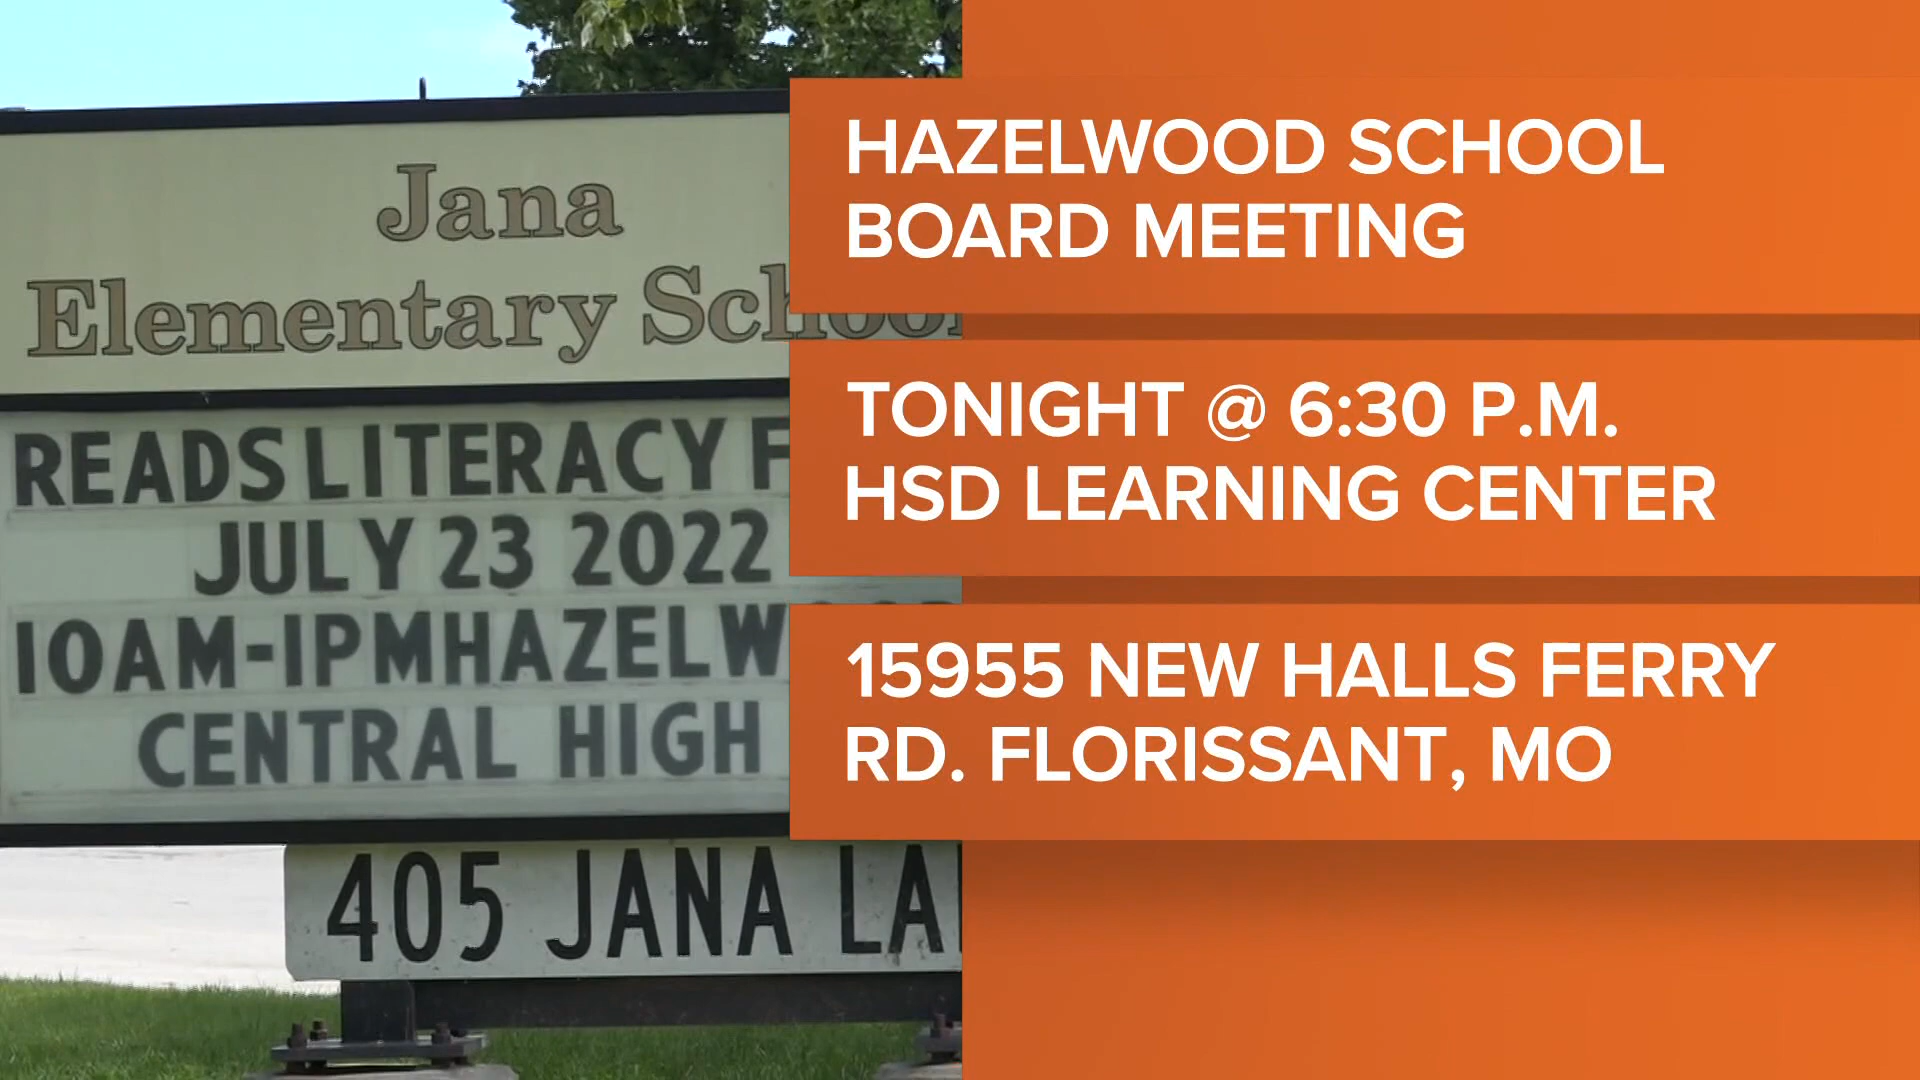 Jana
Elementary School
READS LITERACY F
JULY 23 2022
10AM-1PM HAZELW
CENTRAL HIGH
405 JANA LA
HAZELWOOD SCHOOL
BOARD MEETING
TONIGHT @ 6:30 P.M.
HSD LEARNING CENTER
15955 NEW HALLS FERRY
RD. FLORISSANT, MO